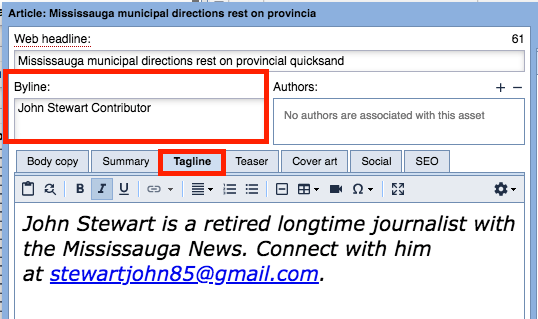 Article: Mississauga municipal directions rest on provincia
Web headline: 61
Mississauga municipal directions rest on provincial quicksand
Byline: Authors: + −
John Stewart Contributor
No authors are associated with this asset
Body copy Summary Tagline Teaser Cover art Social SEO
B I U Ω
John Stewart is a retired longtime journalist with
the Mississauga News. Connect with him
at stewartjohn85@gmail.com.